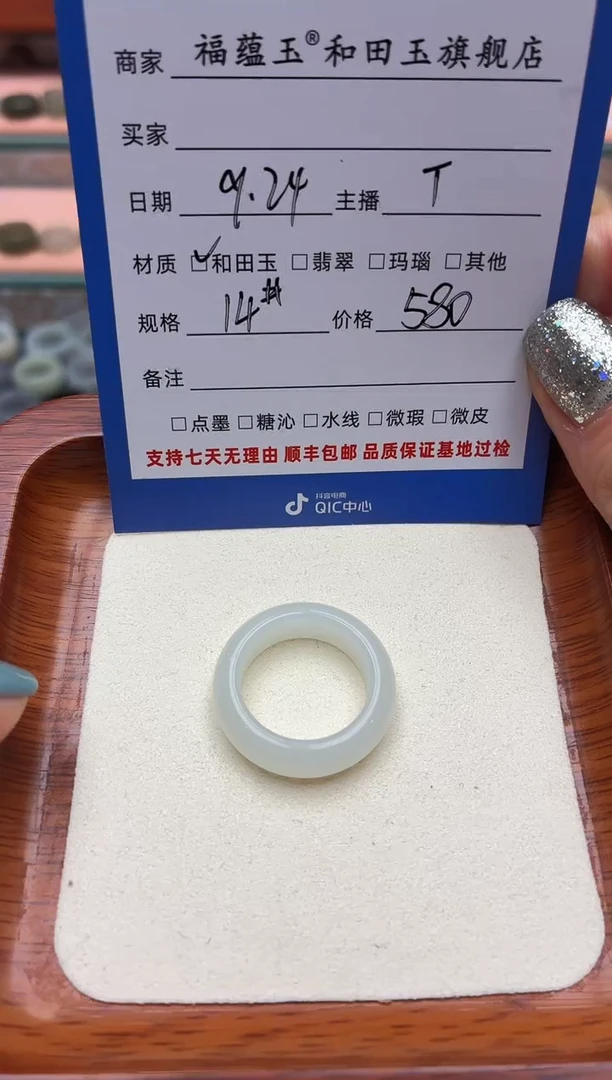 商家 福蕴玉®和田玉旗舰店
买家
日期 9.24 主播 T
材质 ☑和田玉 □翡翠 □玛瑙 □其他
规格 14# 价格 580
备注
□点墨 □糖沁 □水线 □微瑕 □微皮
支持七天无理由 顺丰包邮 品质保证基地过检
抖音电商
QIC中心